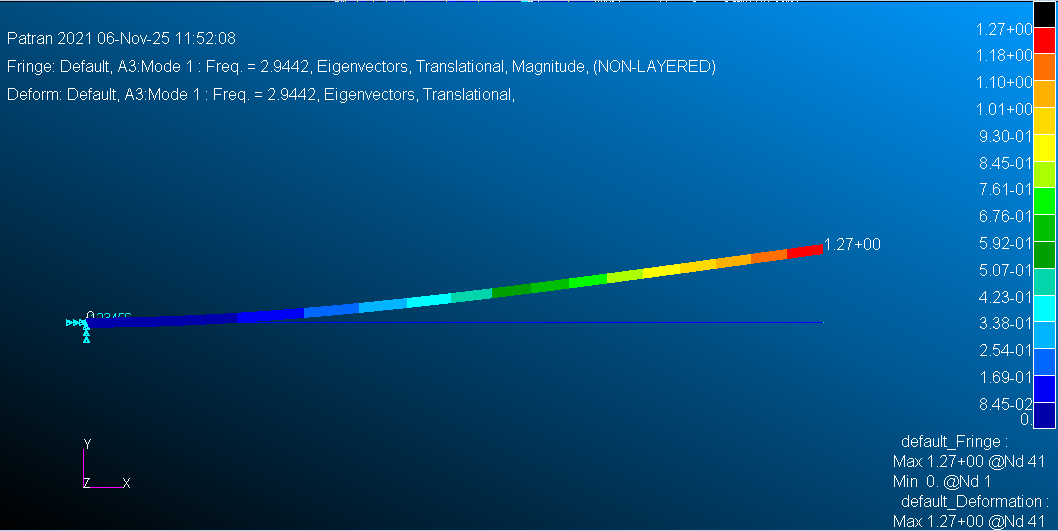 Patran 2021 06-Nov-25 11:52:08
Fringe: Default, A3:Mode 1 : Freq. = 2.9442, Eigenvectors, Translational, Magnitude, (NON-LAYERED)
Deform: Default, A3:Mode 1 : Freq. = 2.9442, Eigenvectors, Translational,
1.27+00
1.18+00
1.10+00
1.01+00
9.30-01
8.45-01
7.61-01
6.76-01
5.92-01
5.07-01
4.23-01
3.38-01
2.54-01
1.69-01
8.45-02
0.
1.27+00
0.
Y
Z
X
default_Fringe :
Max 1.27+00 @Nd 41
Min 0. @Nd 1
default_Deformation :
Max 1.27+00 @Nd 41